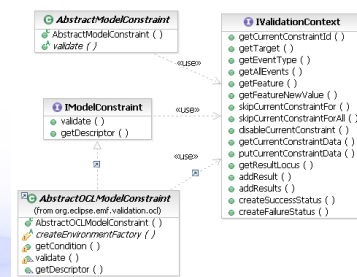 AbstractModelConstraint
AbstractModelConstraint ( )
validate ( )
«use»
IModelConstraint
validate ( )
getDescriptor ( )
«use»
«use»
AbstractOCLModelConstraint
(from org.eclipse.emf.validation.ocl)
createEnvironmentFactory ( )
getCondition ( )
validate ( )
getDescriptor ( )
IValidationContext
getCurrentConstraintId ( )
getTarget ( )
getEventType ( )
getAllEvents ( )
getFeature ( )
getFeatureNewValue ( )
skipCurrentConstraintFor ( )
skipCurrentConstraintForAll ( )
disableCurrentConstraint ( )
getCurrentConstraintData ( )
putCurrentConstraintData ( )
getResultLocus ( )
addResult ( )
addResults ( )
createSuccessStatus ( )
createFailureStatus ( )